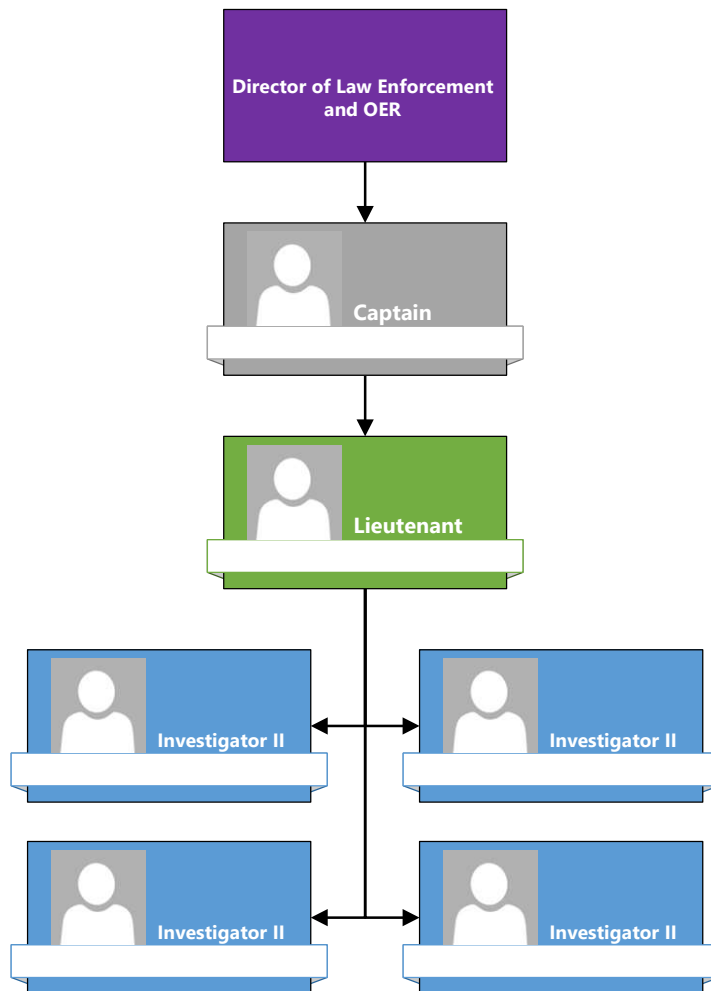 Director of Law Enforcement
and OER
Captain
Lieutenant
Investigator II
Investigator II
Investigator II
Investigator II